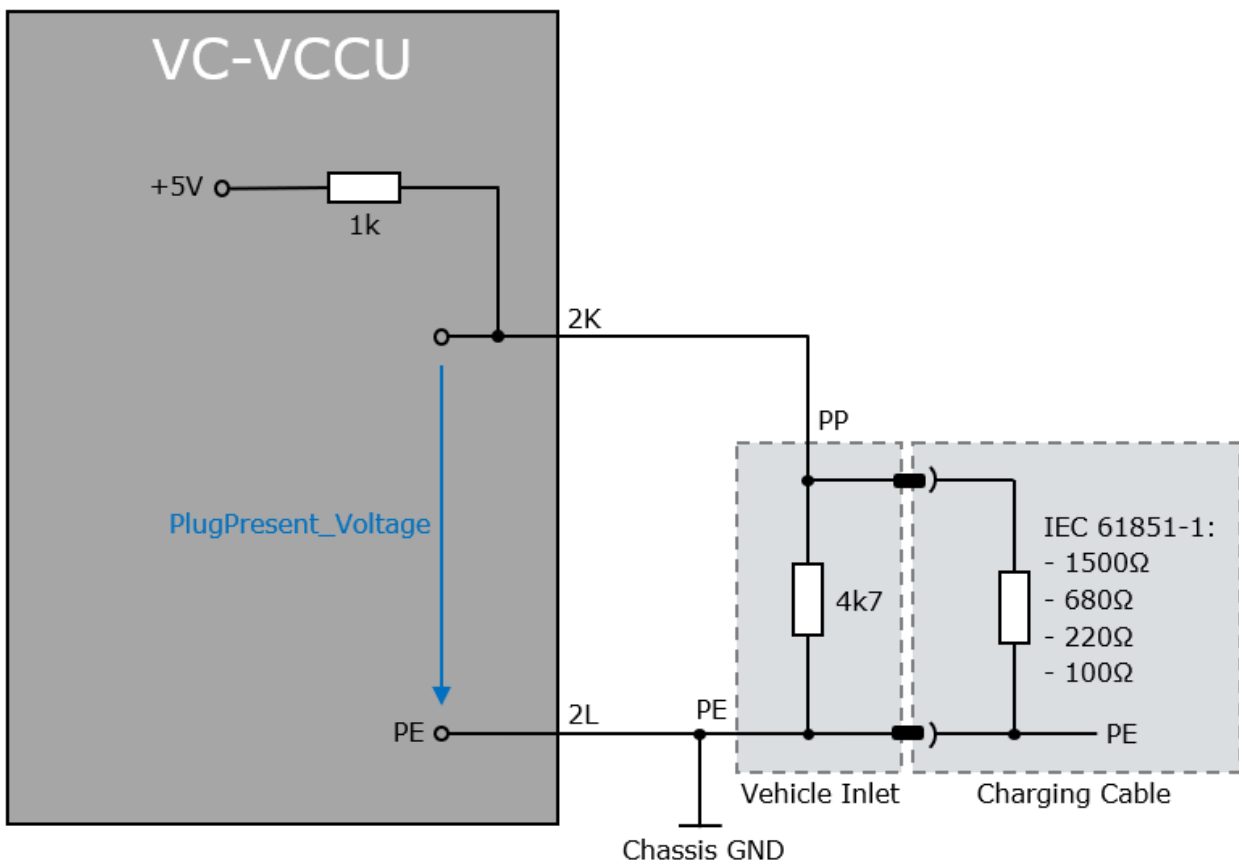 VC-VCCU
+5V
1k
2K
PP
PlugPresent_Voltage
4k7
IEC 61851-1:
- 1500Ω
- 680Ω
- 220Ω
- 100Ω
PE
2L
PE
PE
Vehicle Inlet
Charging Cable
Chassis GND